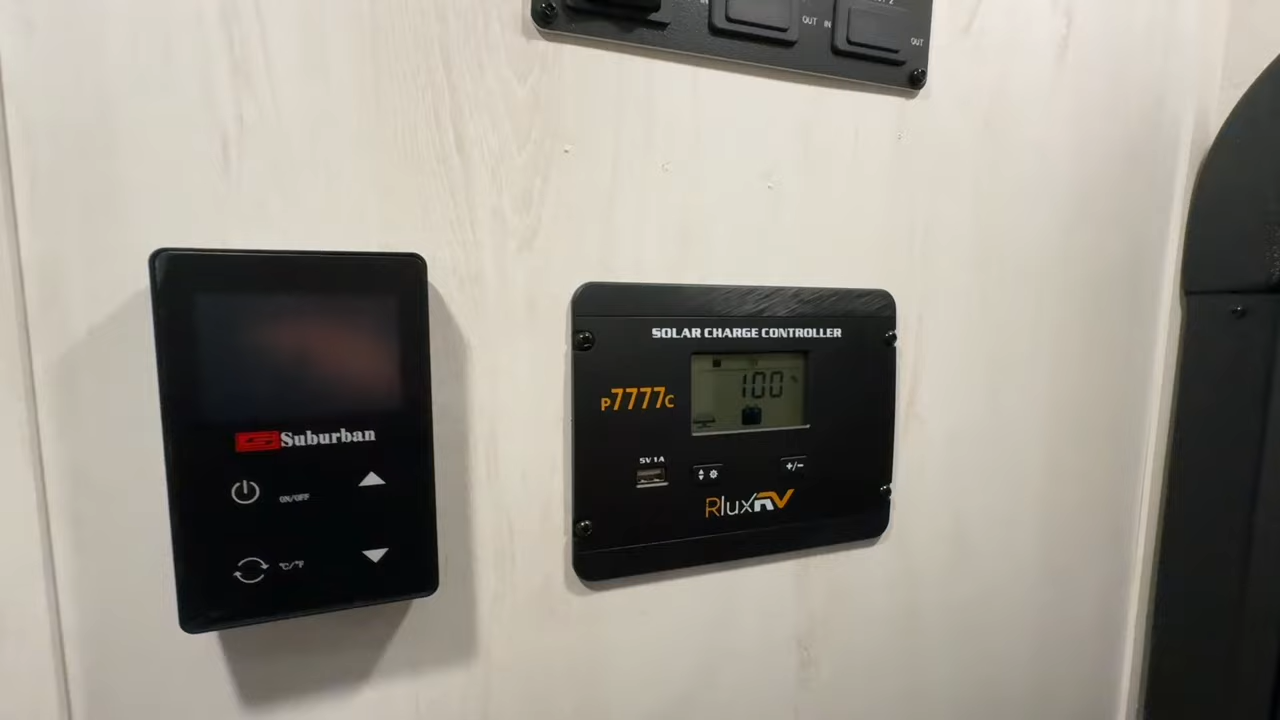 OUT IN
OUT
SOLAR CHARGE CONTROLLER
100 %
P7777C
5V 1A
+/−
RluxRV
Suburban
ON/OFF
°C/°F